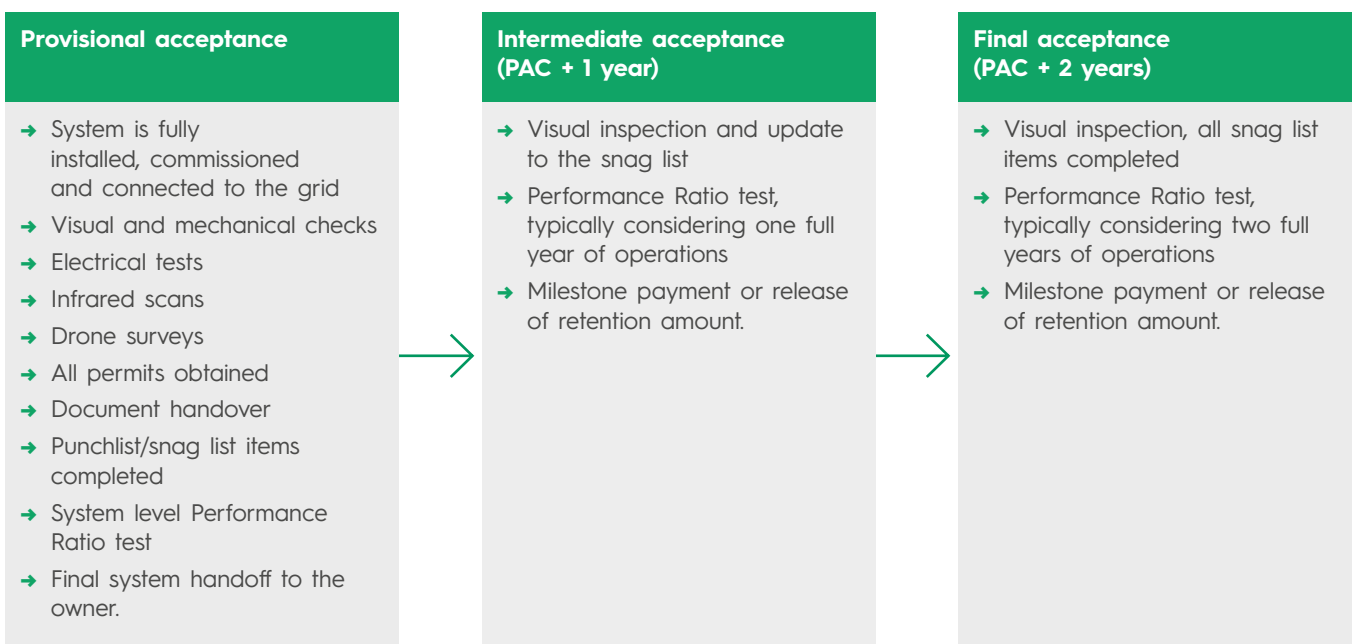 Provisional acceptance
→ System is fully
installed, commissioned
and connected to the grid
→ Visual and mechanical checks
→ Electrical tests
→ Infrared scans
→ Drone surveys
→ All permits obtained
→ Document handover
→ Punchlist/snag list items
completed
→ System level Performance
Ratio test
→ Final system handoff to the
owner.
Intermediate acceptance
(PAC + 1 year)
→ Visual inspection and update
to the snag list
→ Performance Ratio test,
typically considering one full
year of operations
→ Milestone payment or release
of retention amount.
Final acceptance
(PAC + 2 years)
→ Visual inspection, all snag list
items completed
→ Performance Ratio test,
typically considering two full
years of operations
→ Milestone payment or release
of retention amount.